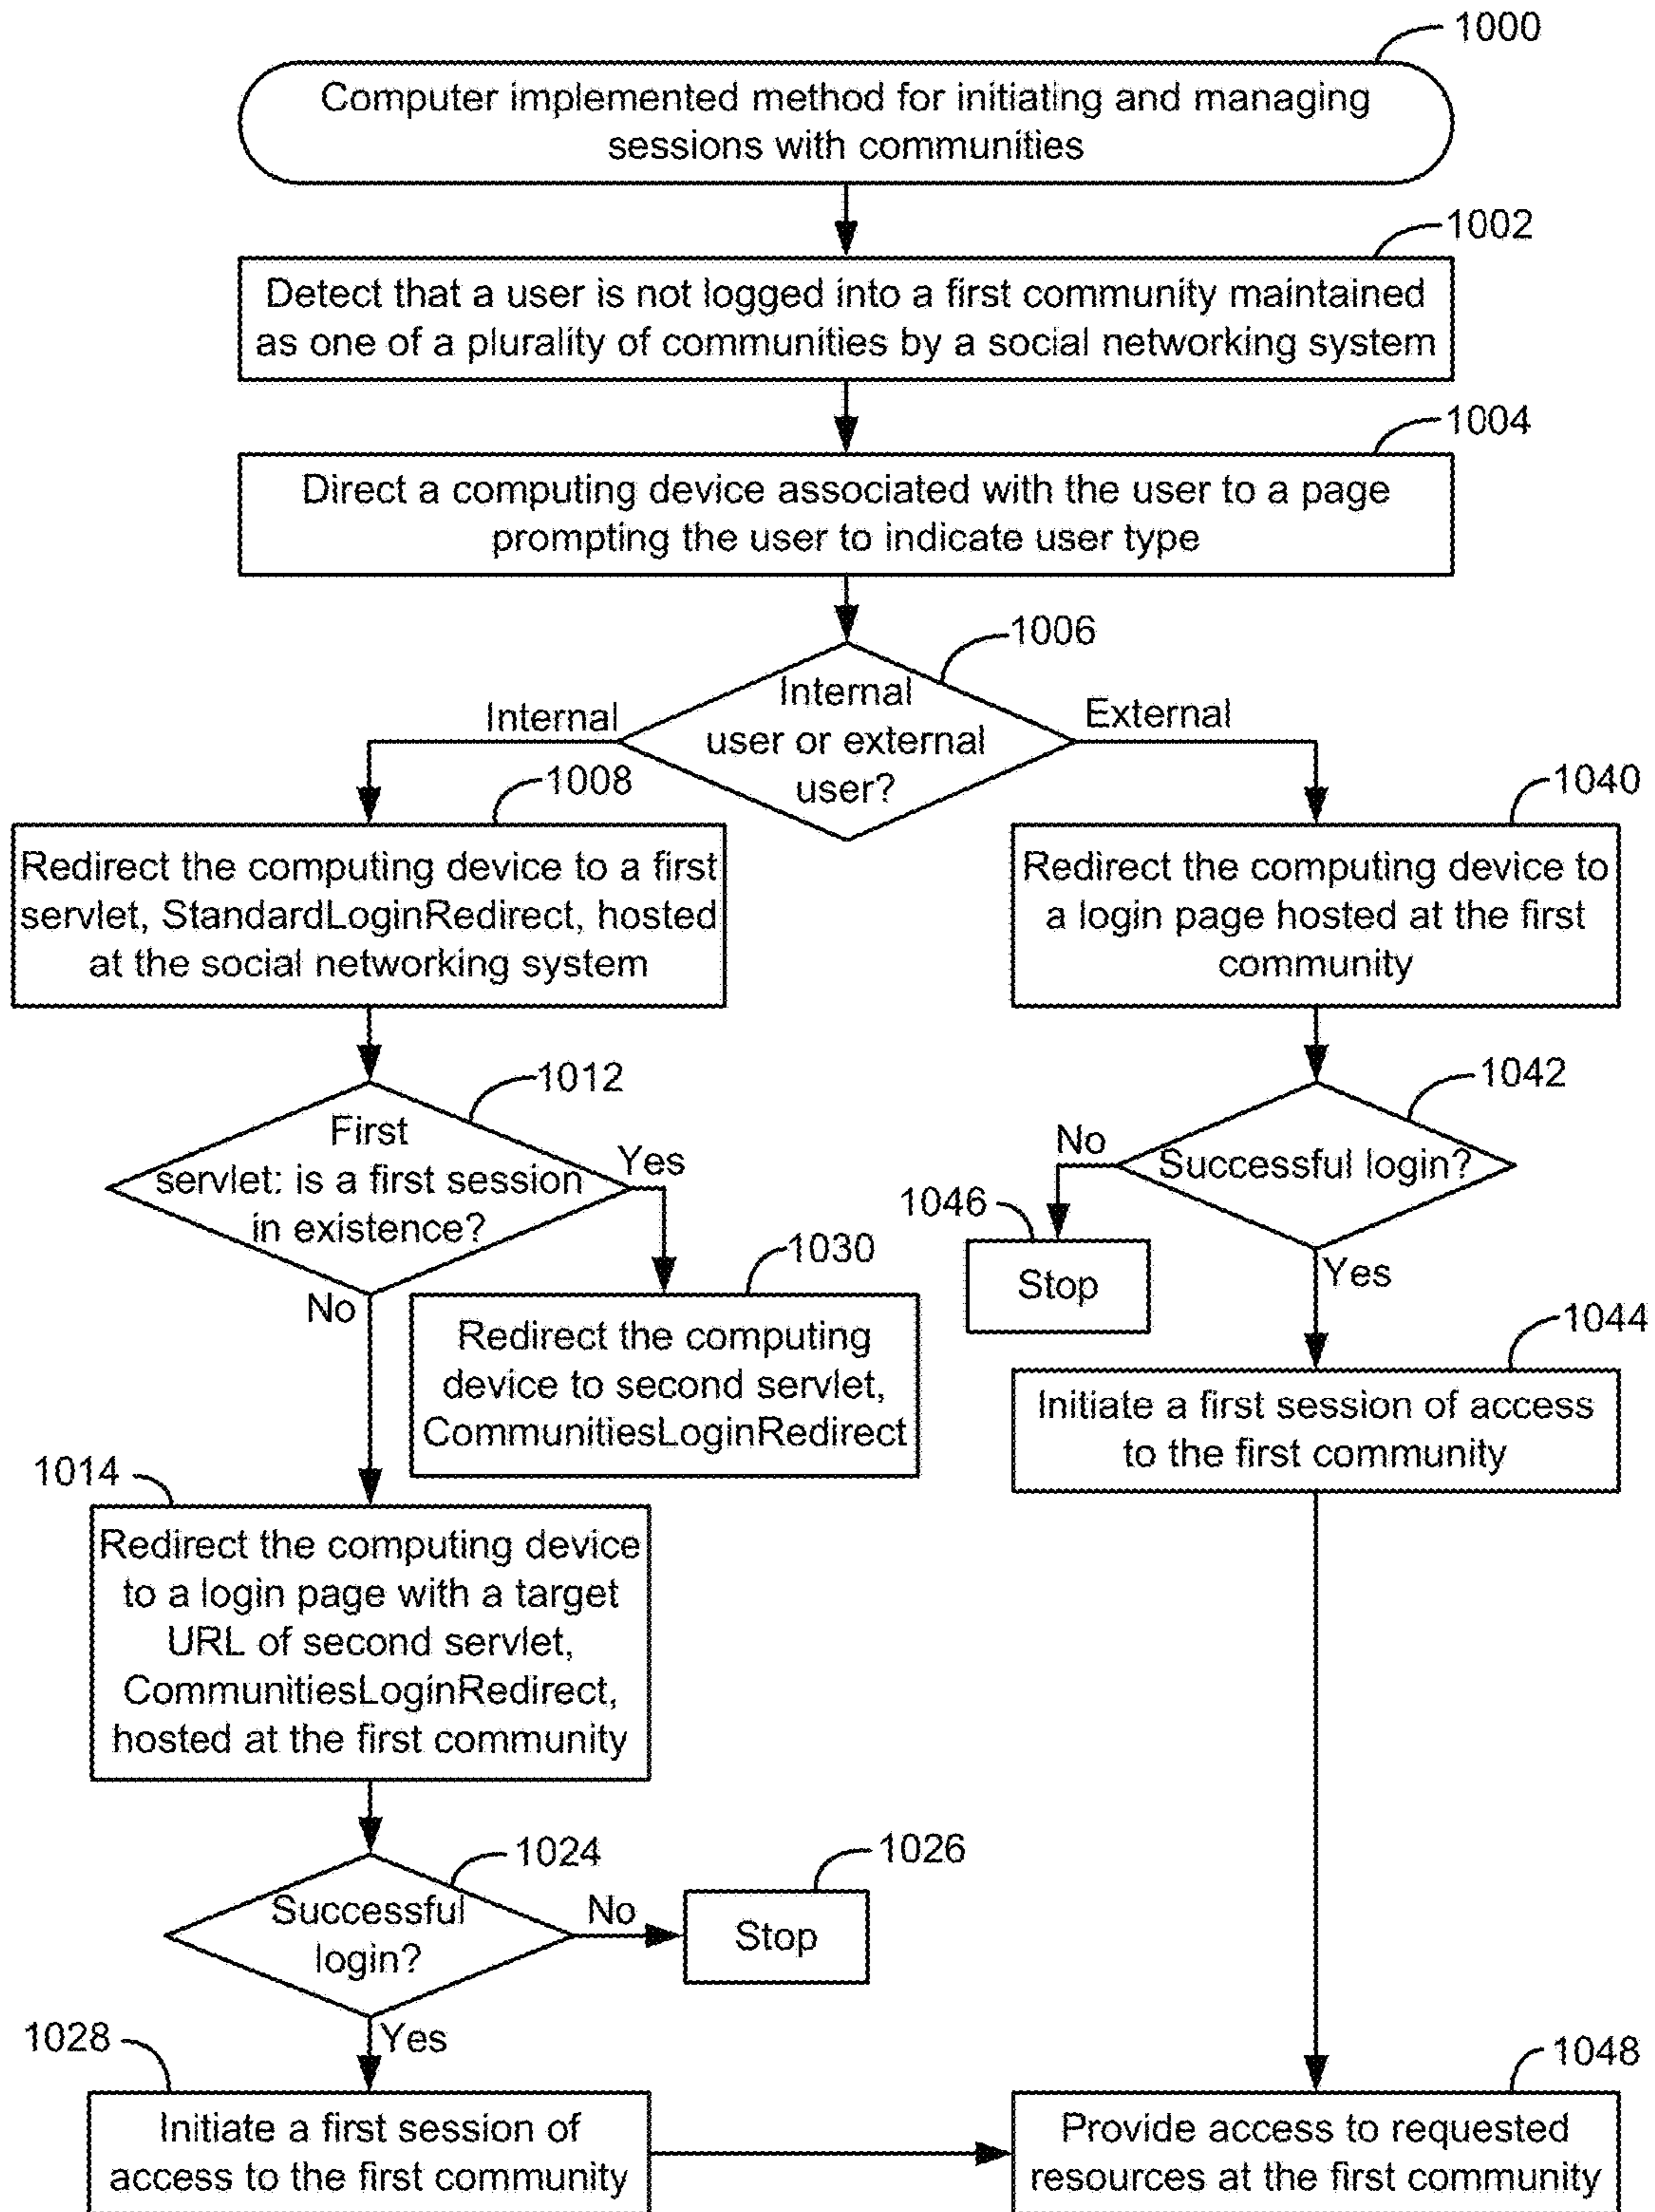 1000
Computer implemented method for initiating and managing
sessions with communities
1002
Detect that a user is not logged into a first community maintained
as one of a plurality of communities by a social networking system
1004
Direct a computing device associated with the user to a page
prompting the user to indicate user type
1006
Internal
user or external
user?
Internal
External
1008
Redirect the computing device to a first
servlet, StandardLoginRedirect, hosted
at the social networking system
1040
Redirect the computing device to
a login page hosted at the first
community
1012
First
servlet: is a first session
in existence?
Yes
No
1042
Successful login?
No
Yes
1046
Stop
1030
Redirect the computing
device to second servlet,
CommunitiesLoginRedirect
1044
Initiate a first session of access
to the first community
1014
Redirect the computing device
to a login page with a target
URL of second servlet,
CommunitiesLoginRedirect,
hosted at the first community
1024
Successful
login?
No
Yes
1026
Stop
1028
Initiate a first session of
access to the first community
1048
Provide access to requested
resources at the first community